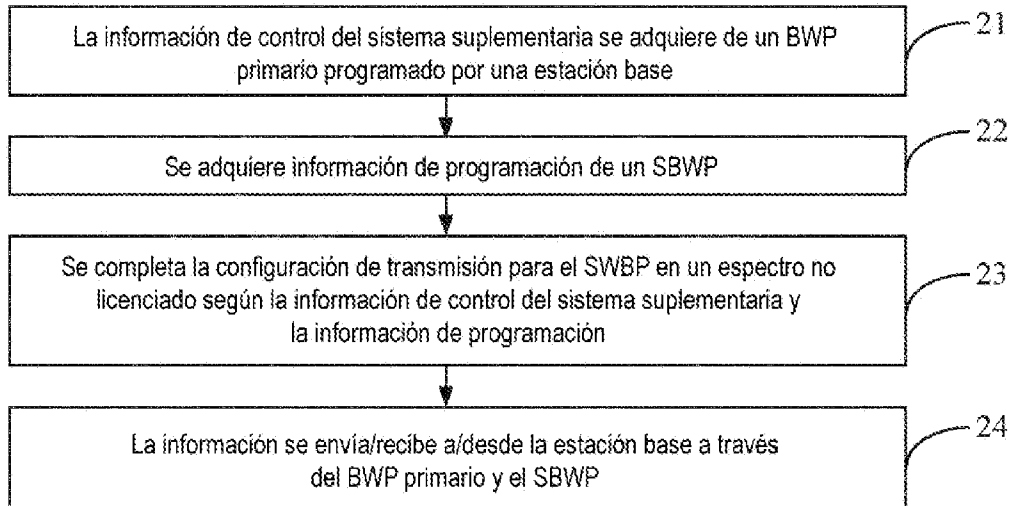 La información de control del sistema suplementaria se adquiere de un BWP
primario programado por una estación base
21
Se adquiere información de programación de un SBWP
22
Se completa la configuración de transmisión para el SWBP en un espectro no
licenciado según la información de control del sistema suplementaria y
la información de programación
23
La información se envía/recibe a/desde la estación base a través
del BWP primario y el SBWP
24